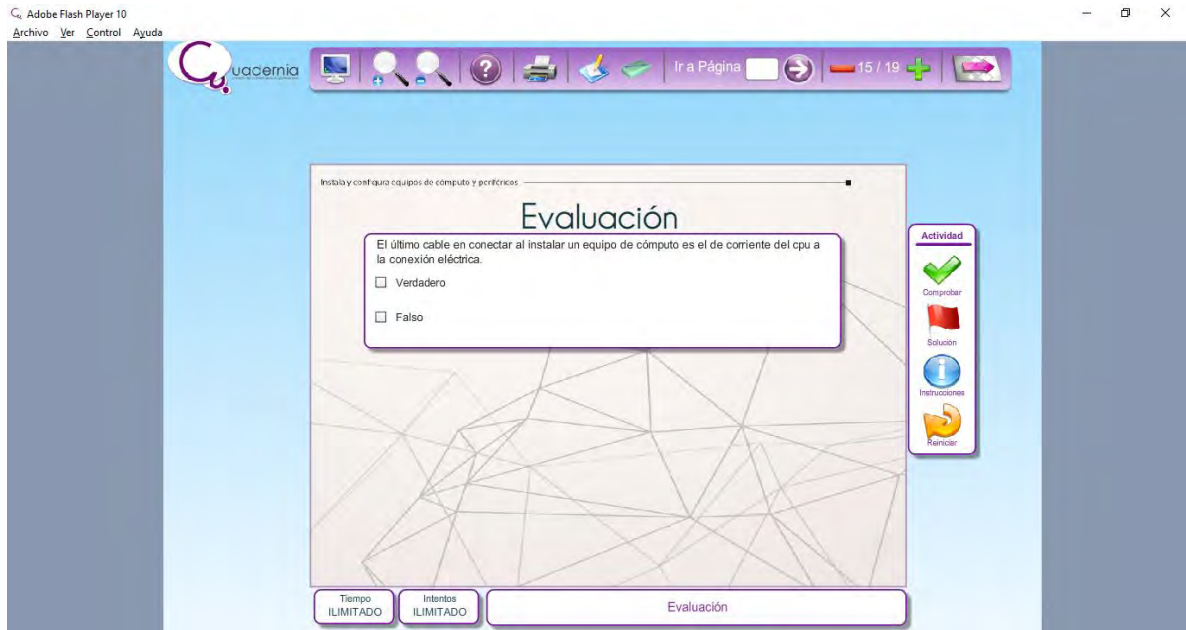 Adobe Flash Player 10
Archivo Ver Control Ayuda
Cuadernia
Ir a Página
15 / 19
Instala y configura equipos de cómputo y periféricos
Evaluación
El último cable en conectar al instalar un equipo de cómputo es el de corriente del cpu a
la conexión eléctrica.
Verdadero
Falso
Actividad
Comprobar
Solución
Instrucciones
Reiniciar
Tiempo
ILIMITADO
Intentos
ILIMITADO
Evaluación